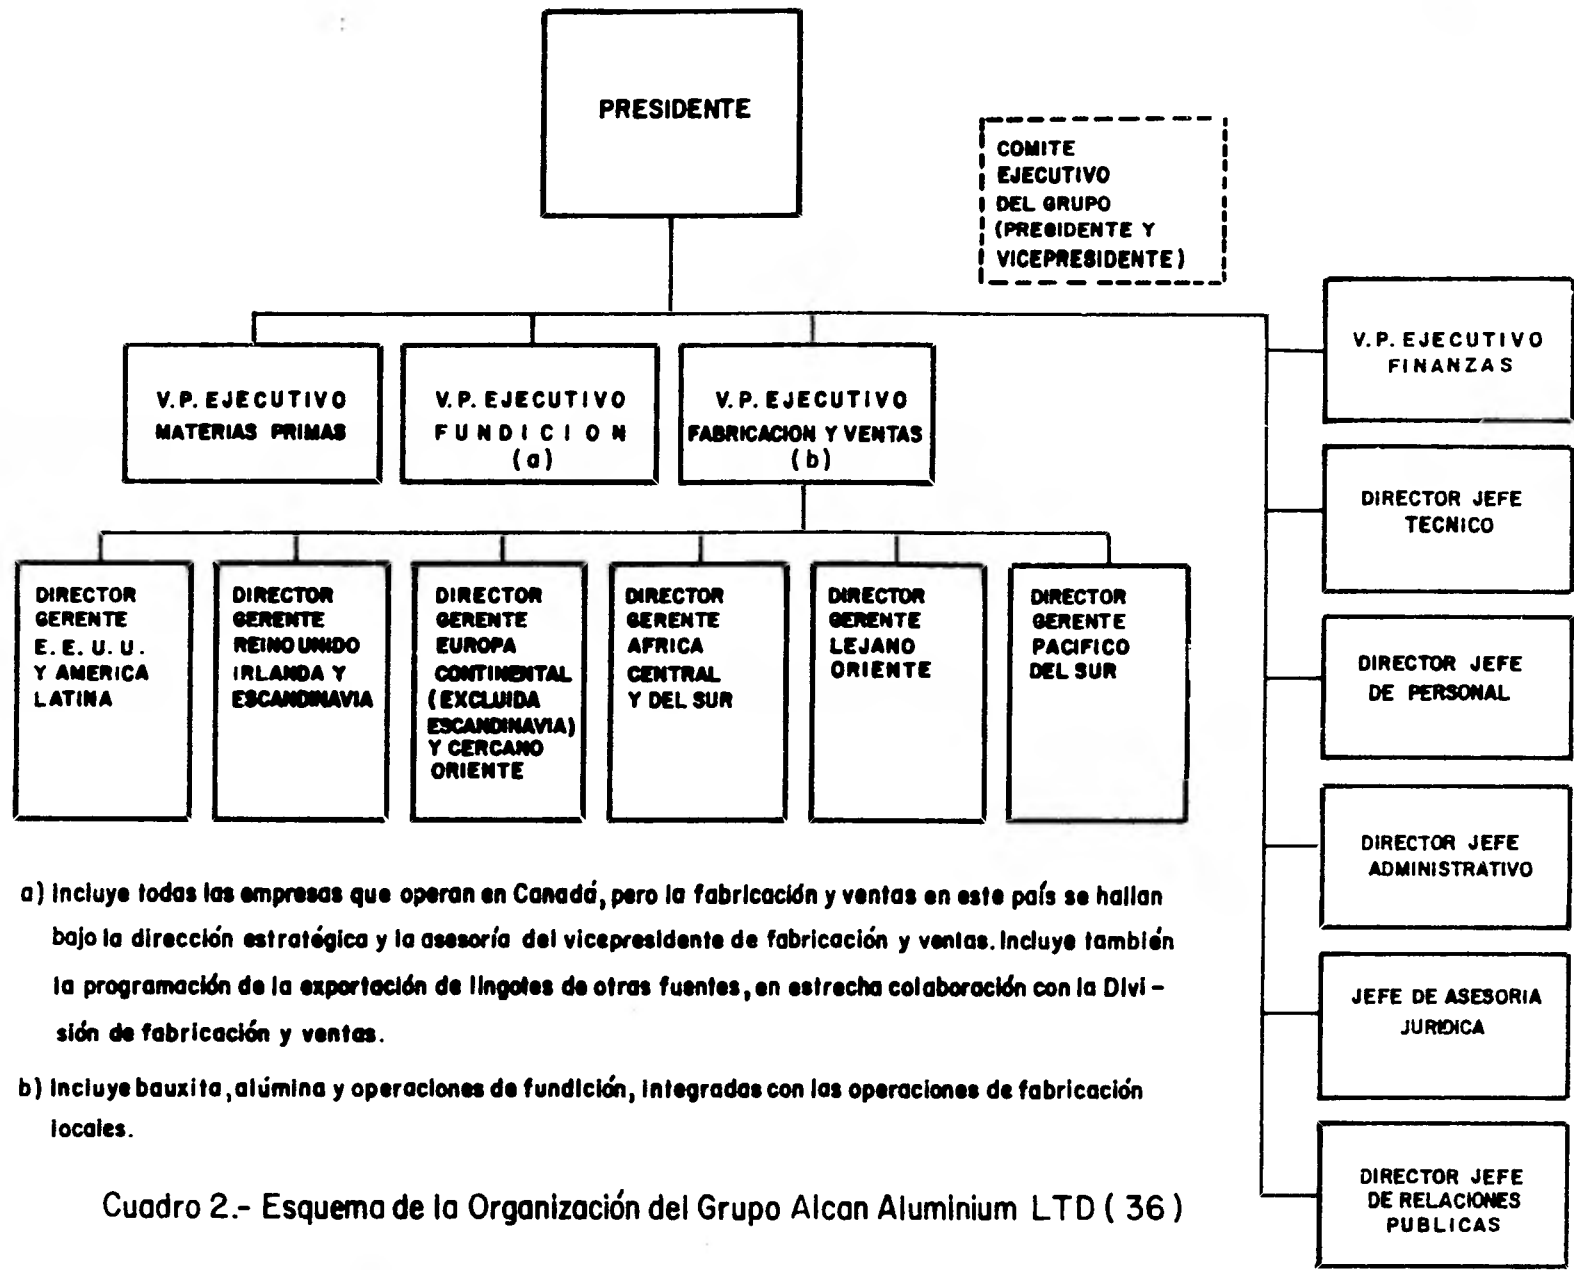 PRESIDENTE
COMITE
EJECUTIVO
DEL GRUPO
(PRESIDENTE Y
VICEPRESIDENTE)
V.P. EJECUTIVO
MATERIAS PRIMAS
V.P. EJECUTIVO
FUNDICION
(a)
V.P. EJECUTIVO
FABRICACION Y VENTAS
(b)
DIRECTOR
GERENTE
E.E.U.U.
Y AMERICA
LATINA
DIRECTOR
GERENTE
REINO UNIDO
IRLANDA Y
ESCANDINAVIA
DIRECTOR
GERENTE
EUROPA
CONTINENTAL
(EXCLUIDA
ESCANDINAVIA)
Y CERCANO
ORIENTE
DIRECTOR
GERENTE
AFRICA
CENTRAL
Y DEL SUR
DIRECTOR
GERENTE
LEJANO
ORIENTE
DIRECTOR
GERENTE
PACIFICO
DEL SUR
V.P. EJECUTIVO
FINANZAS
DIRECTOR JEFE
TECNICO
DIRECTOR JEFE
DE PERSONAL
DIRECTOR JEFE
ADMINISTRATIVO
JEFE DE ASESORIA
JURIDICA
DIRECTOR JEFE
DE RELACIONES
PUBLICAS
a) Incluye todas las empresas que operan en Canadá, pero la fabricación y ventas en este país se hallan
bajo la dirección estratégica y la asesoría del vicepresidente de fabricación y ventas. Incluye también
la programación de la exportación de lingotes de otras fuentes, en estrecha colaboración con la Divi-
sión de fabricación y ventas.
b) Incluye bauxita, alúmina y operaciones de fundición, integradas con las operaciones de fabricación
locales.
Cuadro 2.- Esquema de la Organización del Grupo Alcan Aluminium LTD (36)